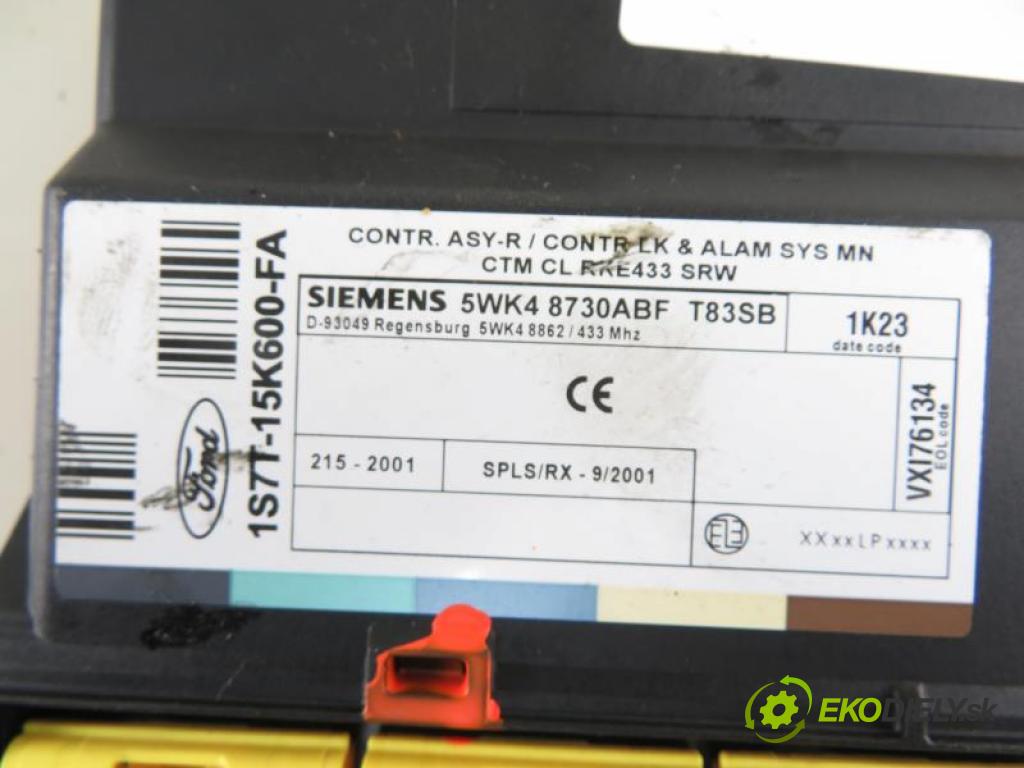 CONTR. ASY-R / CONTR LK & ALAM SYS MN
CTM CL RKE433 SRW
SIEMENS 5WK4 8730ABF T83SB
D-93049 Regensburg 5WK4 8862 / 433 Mhz
1K23
date code
CE
VXI76134
EOL code
215 - 2001
SPLS/RX - 9/2001
XXxxLPxxxx
Ford
1S7T-15K600-FA
EKODIELY.sk